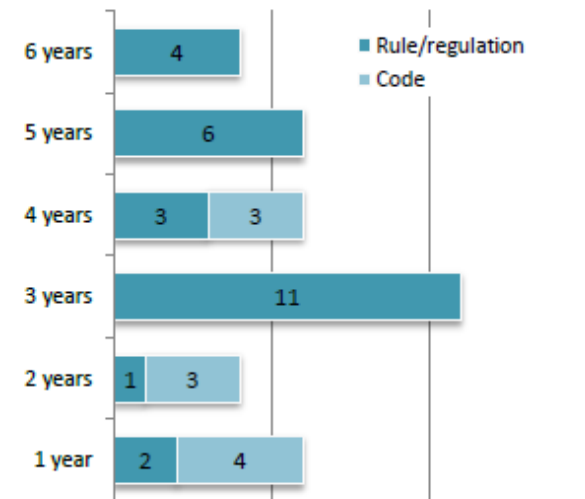 6 years 4
Rule/regulation
Code
5 years 6
4 years 3 3
3 years 11
2 years 1 3
1 year 2 4